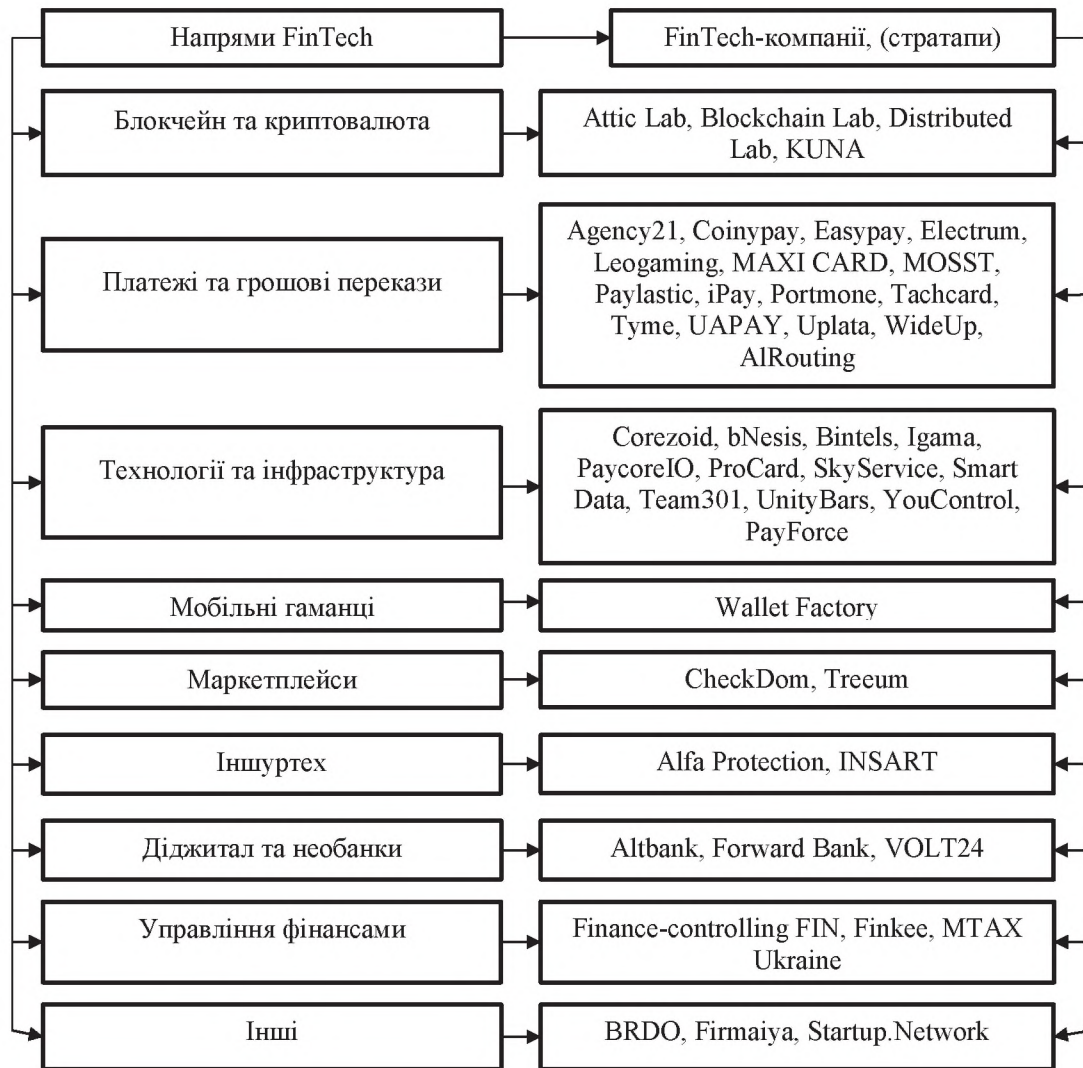 Напрями FinTech
FinTech-компанії, (стратапи)
Блокчейн та криптовалюта
Attic Lab, Blockchain Lab, Distributed
Lab, KUNA
Платежі та грошові перекази
Agency21, Coinypay, Easypay, Electrum,
Leogaming, MAXI CARD, MOSST,
Paylastic, iPay, Portmone, Tachcard,
Tyme, UAPAY, Uplata, WideUp,
AlRouting
Технології та інфраструктура
Corezoid, bNesis, Bintels, Igama,
PaycoreIO, ProCard, SkyService, Smart
Data, Team301, UnityBars, YouControl,
PayForce
Мобільні гаманці
Wallet Factory
Маркетплейси
CheckDom, Treeum
Іншуртех
Alfa Protection, INSART
Діджитал та необанки
Altbank, Forward Bank, VOLT24
Управління фінансами
Finance-controlling FIN, Finkee, MTAX
Ukraine
Інші
BRDO, Firmaiya, Startup.Network